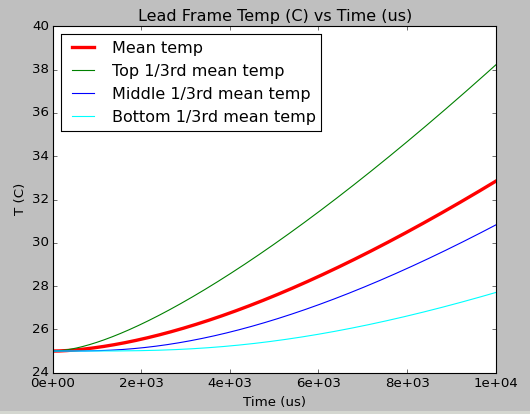 Lead Frame Temp (C) vs Time (us)
40
38
36
34
32
30
28
26
24
T (C)
Mean temp
Top 1/3rd mean temp
Middle 1/3rd mean temp
Bottom 1/3rd mean temp
0e+00 2e+03 4e+03 6e+03 8e+03 1e+04
Time (us)